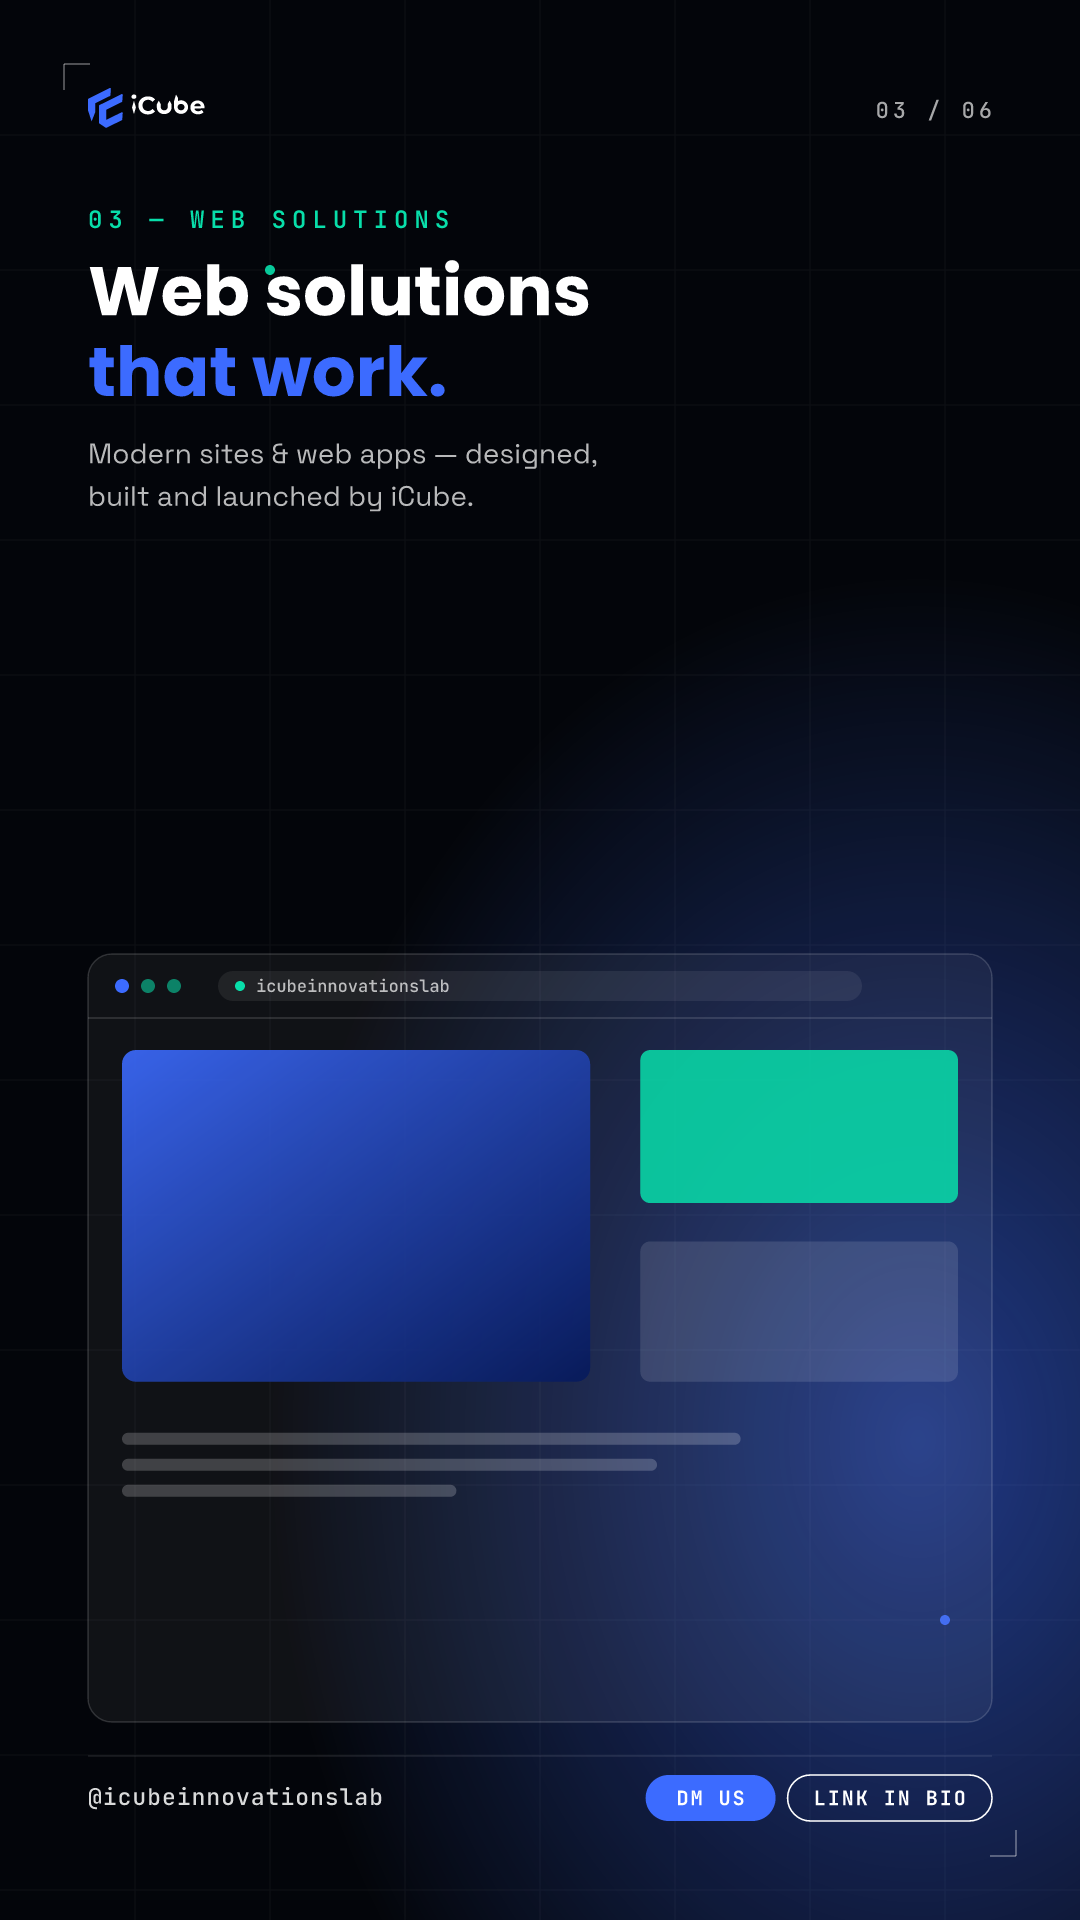 iCube
03 / 06
03 — WEB SOLUTIONS
Web solutions
that work.
Modern sites & web apps — designed,
built and launched by iCube.
icubeinnovationslab
@icubeinnovationslab
DM US
LINK IN BIO